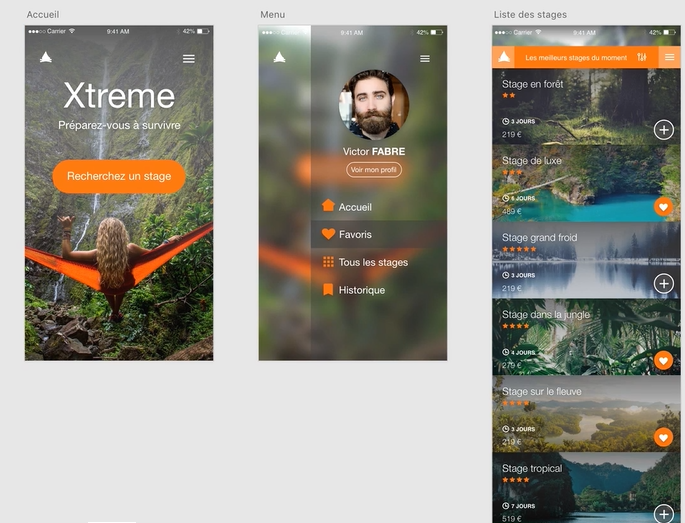 Accueil
Carrier 9:41 AM 42%
Xtreme
Préparez-vous à survivre
Recherchez un stage
Menu
9:41 AM 42%
Victor FABRE
Voir mon profil
Accueil
Favoris
Tous les stages
Historique
Liste des stages
Carrier 9:41 AM 42%
Les meilleurs stages du moment
Stage en forêt
3 JOURS
219 €
Stage de luxe
6 JOURS
489 €
Stage grand froid
3 JOURS
219 €
Stage dans la jungle
4 JOURS
279 €
Stage sur le fleuve
3 JOURS
219 €
Stage tropical
7 JOURS
519 €